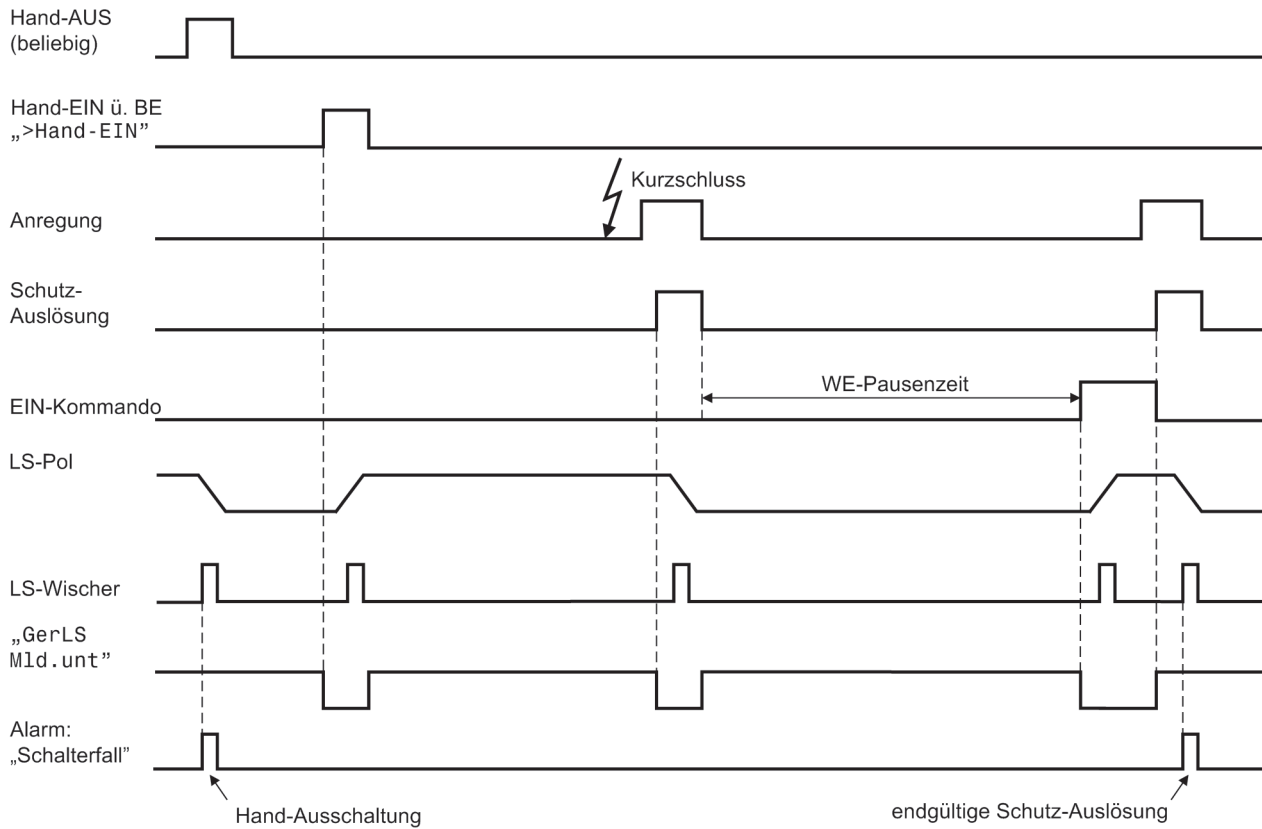 Hand-AUS
(beliebig)
Hand-EIN ü. BE
„>Hand-EIN”
Kurzschluss
Anregung
Schutz-
Auslösung
WE-Pausenzeit
EIN-Kommando
LS-Pol
LS-Wischer
„GerLS
Mld.unt”
Alarm:
„Schalterfall”
Hand-Ausschaltung
endgültige Schutz-Auslösung